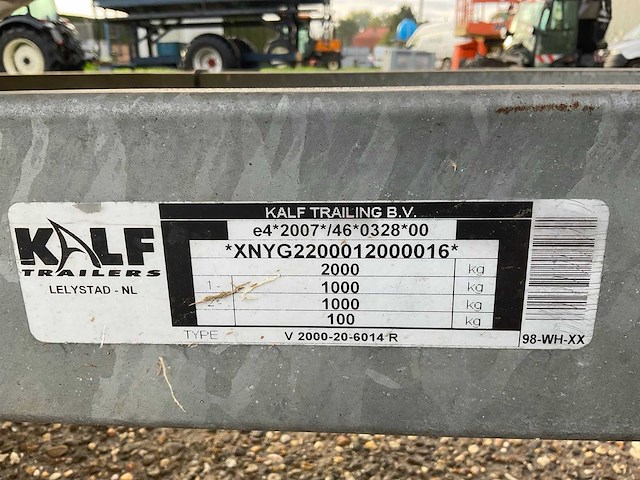 KALF
TRAILERS
LELYSTAD - NL
KALF TRAILING B.V.
e4*2007*/46*0328*00
*XNYG2200012000016*
2000 kg
1- 1000 kg
2- 1000 kg
100 kg
TYPE V 2000-20-6014 R
98-WH-XX